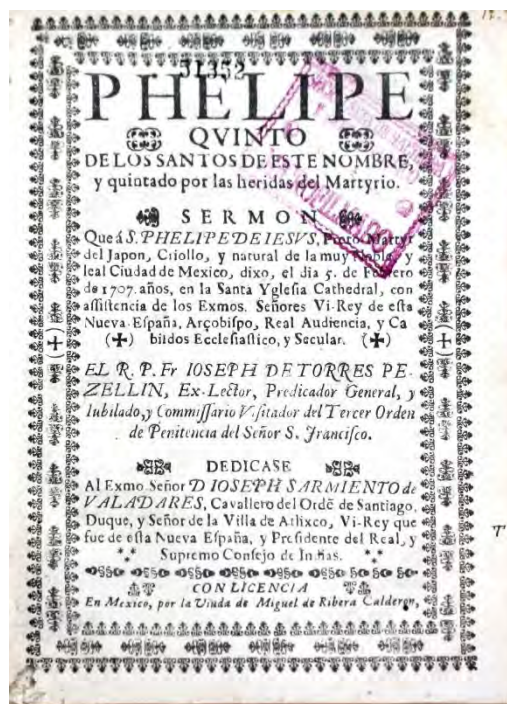 31352
PHELIPE
QVINTO
DE LOS SANTOS DE ESTE NOMBRE,
y quintado por las heridas del Martyrio.
SERMON
Que á S. PHELIPE DE IESVS, Proto Martyr
del Japon, Criollo, y natural de la muy Noble, y
leal Ciudad de Mexico, dixo, el dia 5. de Febrero
de 1707. años, en la Santa Yglesia Cathedral, con
aſſiſtencia de los Exmos. Señores Vi-Rey de eſta
Nueva-Eſpaña, Arçobiſpo, Real Audiencia, y Ca
(✠) bildos Eccleſiaſtico, y Secular. (✠)
EL R. P. Fr IOSEPH DE TORRES PE-
ZELLIN, Ex-Lector, Predicador General, y
Iubilado, y Commiſſario Viſitador del Tercer Orden
de Penitencia del Señor S. Franciſco.
DEDICASE
Al Exmo Señor D IOSEPH SARMIENTO de
VALADARES, Cavallero del Ordē de Santiago,
Duque, y Señor de la Villa de Atlixco, Vi-Rey que
fue de eſta Nueva Eſpaña, y Preſidente del Real, y
Supremo Conſejo de Indias.
CON LICENCIA
En Mexico, por la Viuda de Miguel de Ribera Calderon,
T